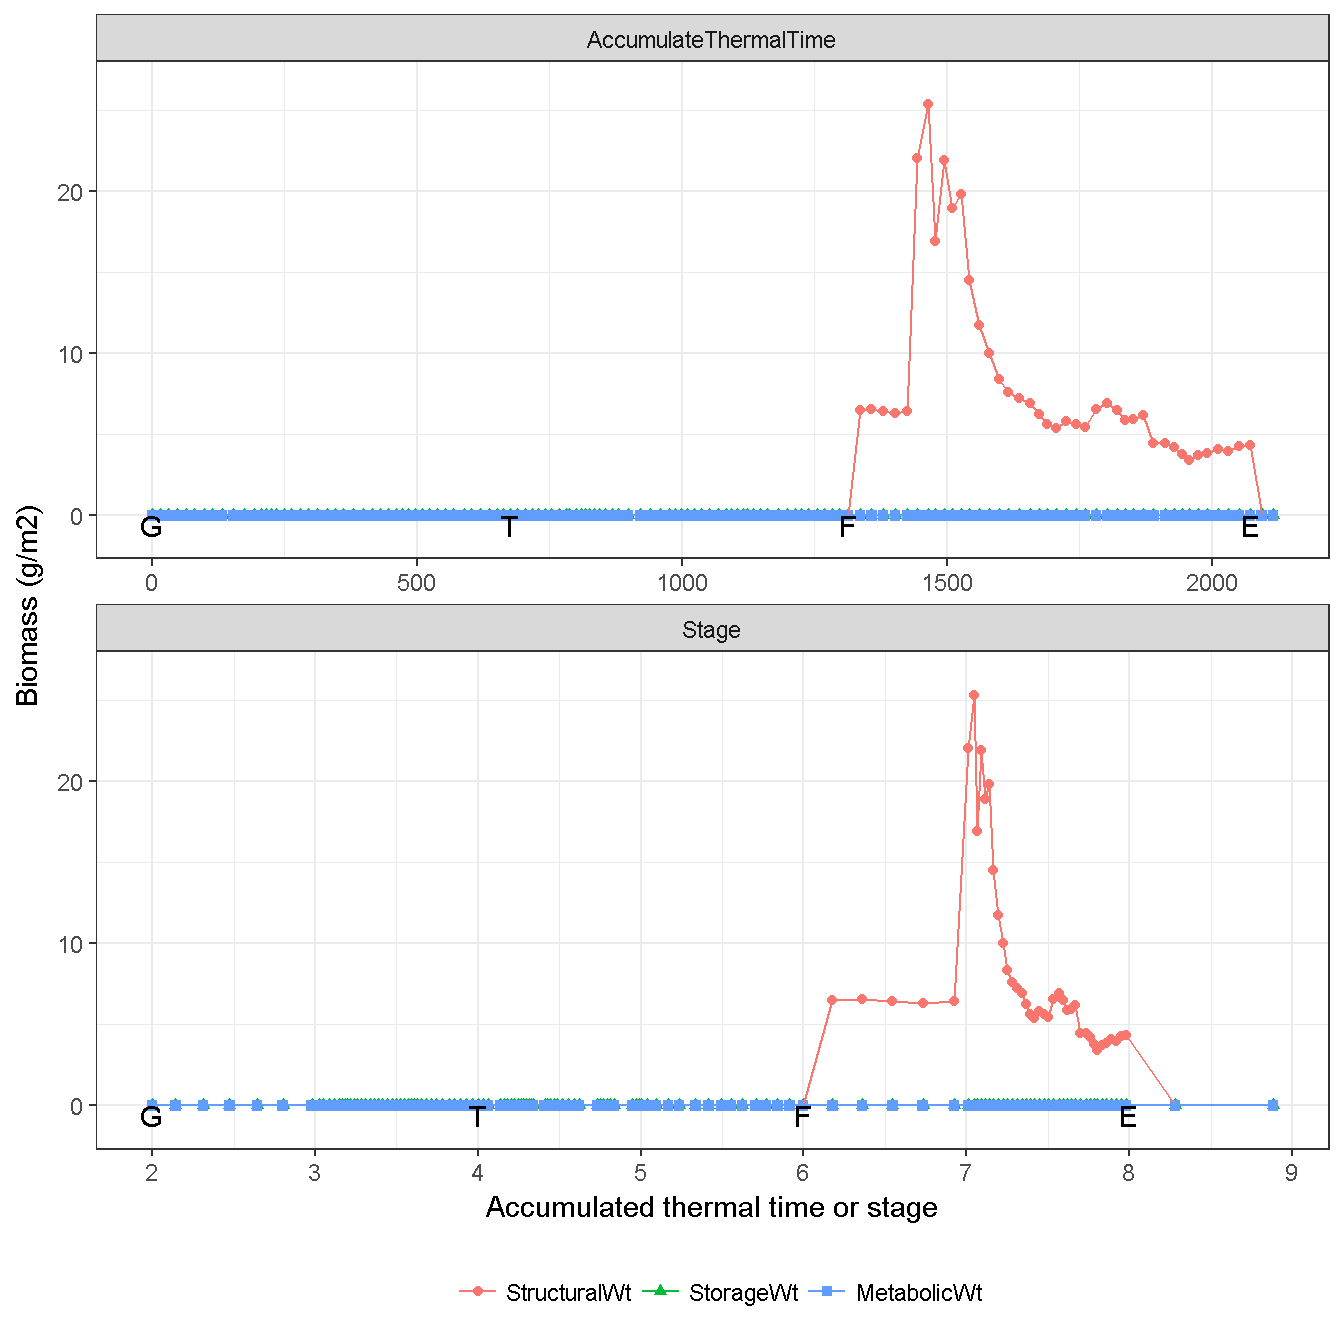 AccumulateThermalTime
20
10
0
G T F E
0 500 1000 1500 2000
Biomass (g/m2)
Stage
20
10
0
G T F E
2 3 4 5 6 7 8 9
Accumulated thermal time or stage
StructuralWt StorageWt MetabolicWt